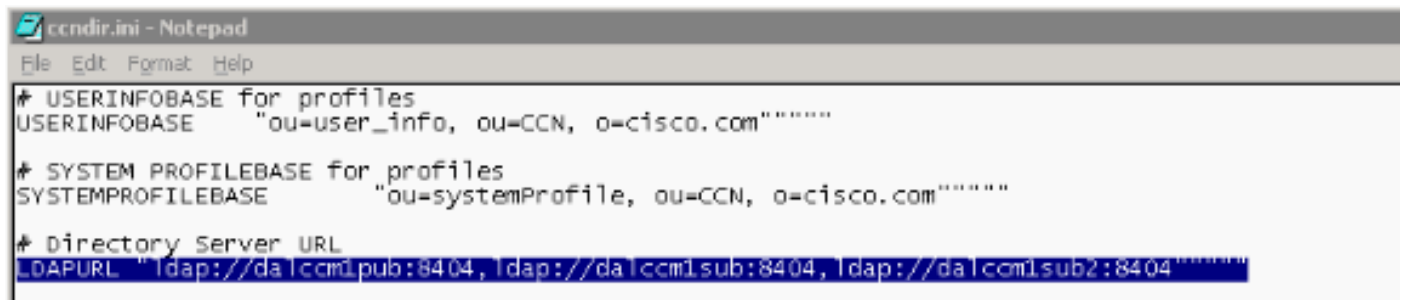 ccndir.ini - Notepad
File Edit Format Help
# USERINFOBASE for profiles
USERINFOBASE "ou=user_info, ou=CCN, o=cisco.com"""""
# SYSTEM PROFILEBASE for profiles
SYSTEMPROFILEBASE "ou=systemProfile, ou=CCN, o=cisco.com"""""
# Directory Server URL
LDAPURL "ldap://dalccm1pub:8404,ldap://dalccm1sub:8404,ldap://dalccm1sub2:8404"""""